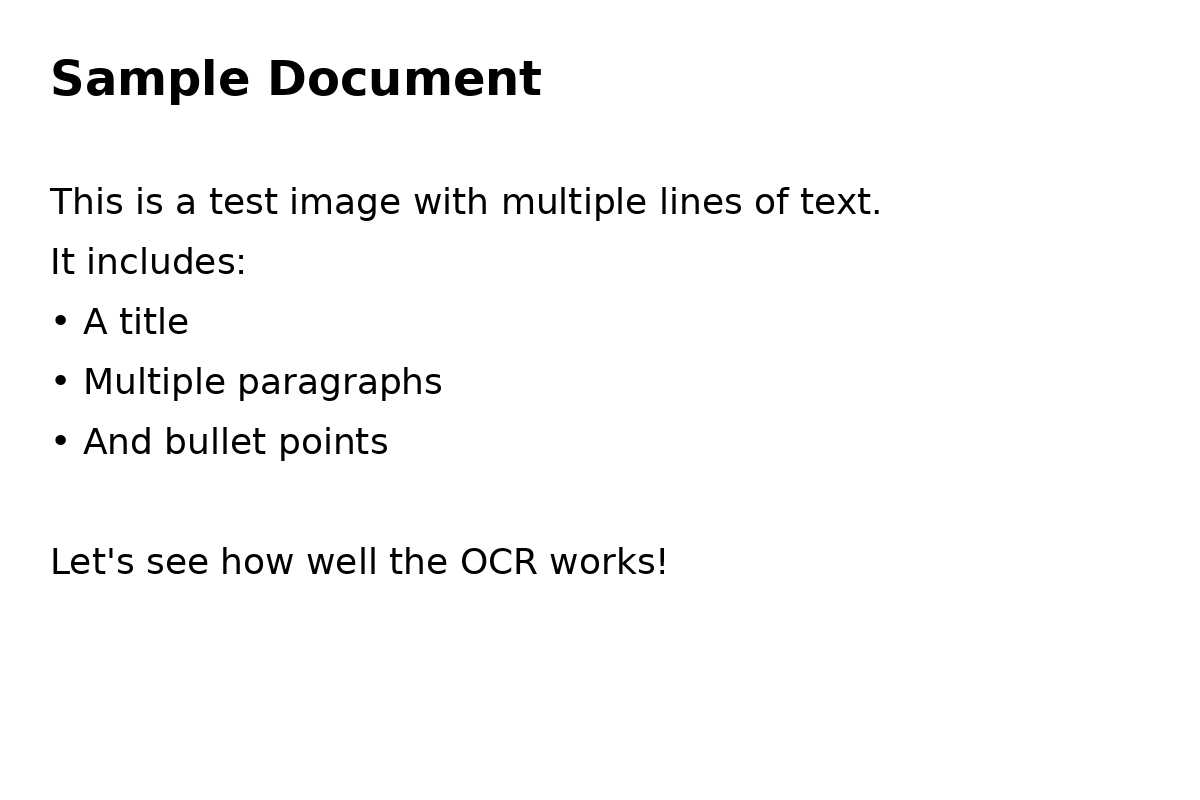 Sample Document
This is a test image with multiple lines of text.
It includes:
• A title
• Multiple paragraphs
• And bullet points
Let's see how well the OCR works!